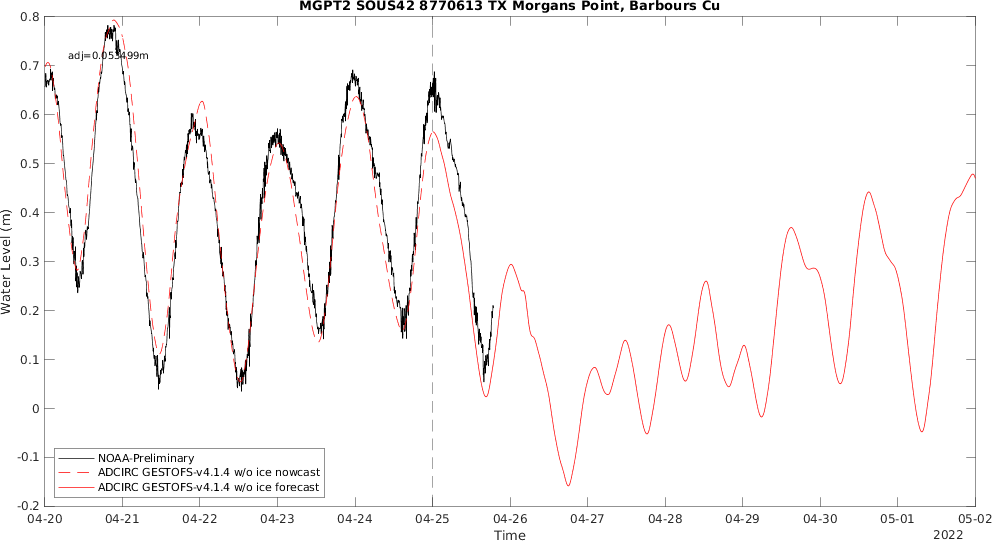 MGPT2 SOUS42 8770613 TX Morgans Point, Barbours Cu
adj=0.053499m
Water Level (m)
0.8
0.7
0.6
0.5
0.4
0.3
0.2
0.1
0
-0.1
-0.2
NOAA-Preliminary
ADCIRC GESTOFS-v4.1.4 w/o ice nowcast
ADCIRC GESTOFS-v4.1.4 w/o ice forecast
04-20 04-21 04-22 04-23 04-24 04-25 04-26 04-27 04-28 04-29 04-30 05-01 05-02
Time
2022